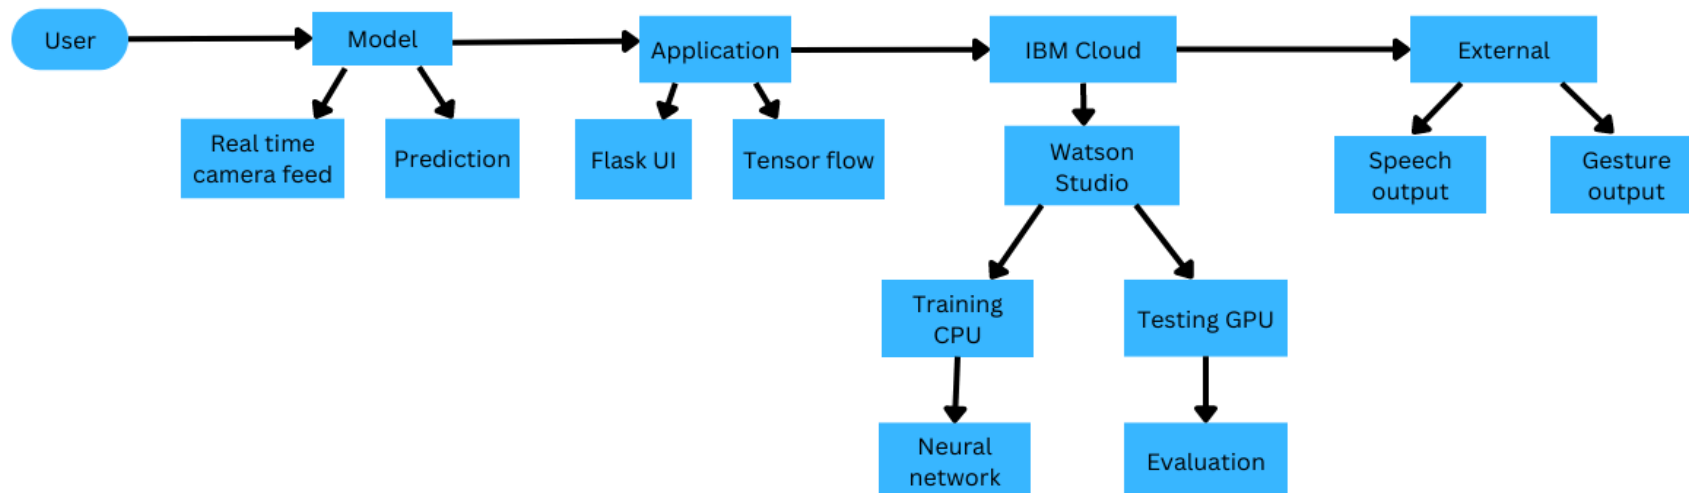 User
Model
Application
IBM Cloud
External
Real time
camera feed
Prediction
Flask UI
Tensor flow
Watson
Studio
Speech
output
Gesture
output
Training
CPU
Testing GPU
Neural
network
Evaluation